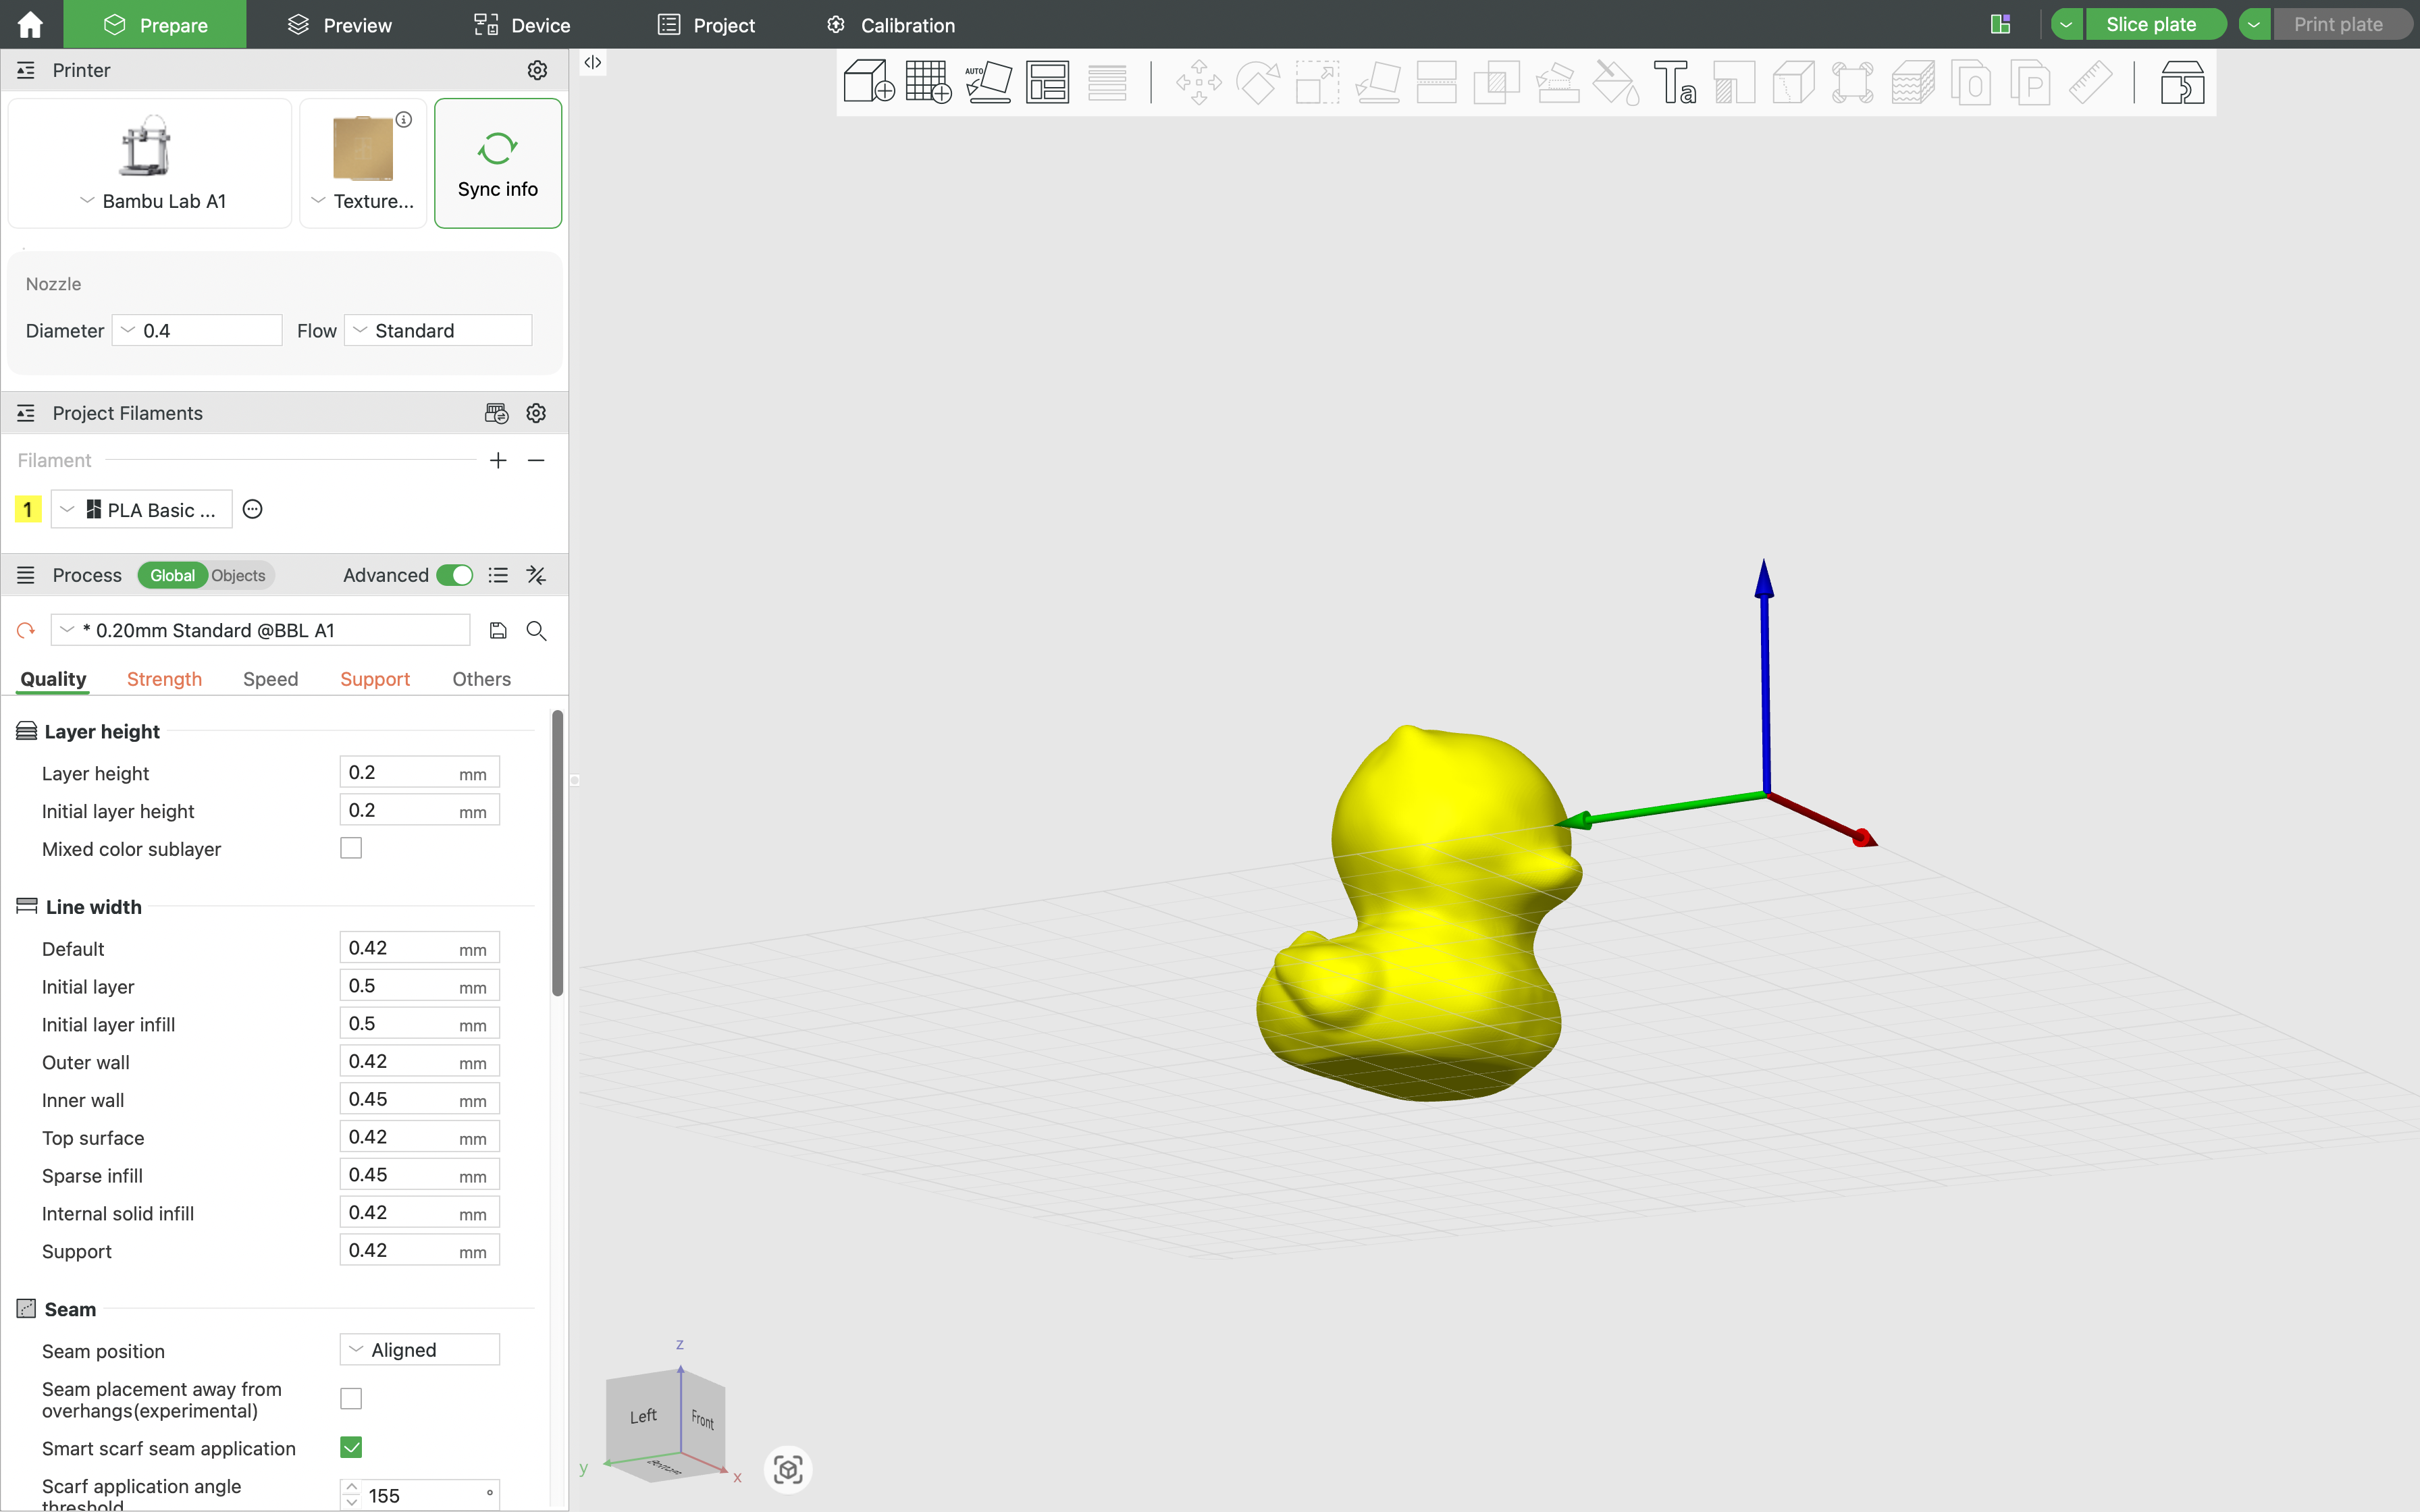 Prepare
Preview
Device
Project
Calibration
Slice plate
Print plate
Printer
Bambu Lab A1
Texture...
Sync info
Nozzle
Diameter 0.4 Flow Standard
Project Filaments
Filament
1 PLA Basic ...
Process Global Objects Advanced
* 0.20mm Standard @BBL A1
Quality Strength Speed Support Others
Layer height
Layer height 0.2 mm
Initial layer height 0.2 mm
Mixed color sublayer
Line width
Default 0.42 mm
Initial layer 0.5 mm
Initial layer infill 0.5 mm
Outer wall 0.42 mm
Inner wall 0.45 mm
Top surface 0.42 mm
Sparse infill 0.45 mm
Internal solid infill 0.42 mm
Support 0.42 mm
Seam
Seam position Aligned
Seam placement away from
overhangs(experimental)
Smart scarf seam application
Scarf application angle
threshold 155 °
AUTO
Ta
O
P
z
Left
Front
Bottom
y
x